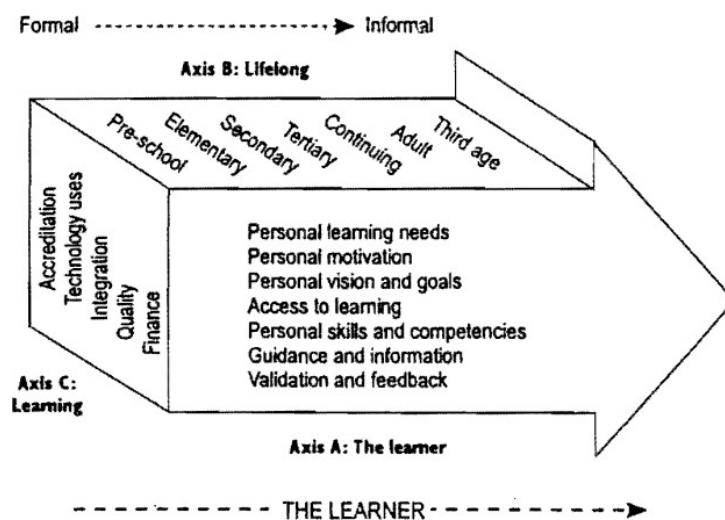 Formal Informal
Axis B: Lifelong
Pre-school
Elementary
Secondary
Tertiary
Continuing
Adult
Third age
Accreditation
Technology uses
Integration
Quality
Finance
Personal learning needs
Personal motivation
Personal vision and goals
Access to learning
Personal skills and competencies
Guidance and information
Validation and feedback
Axis C:
Learning
Axis A: The learner
THE LEARNER